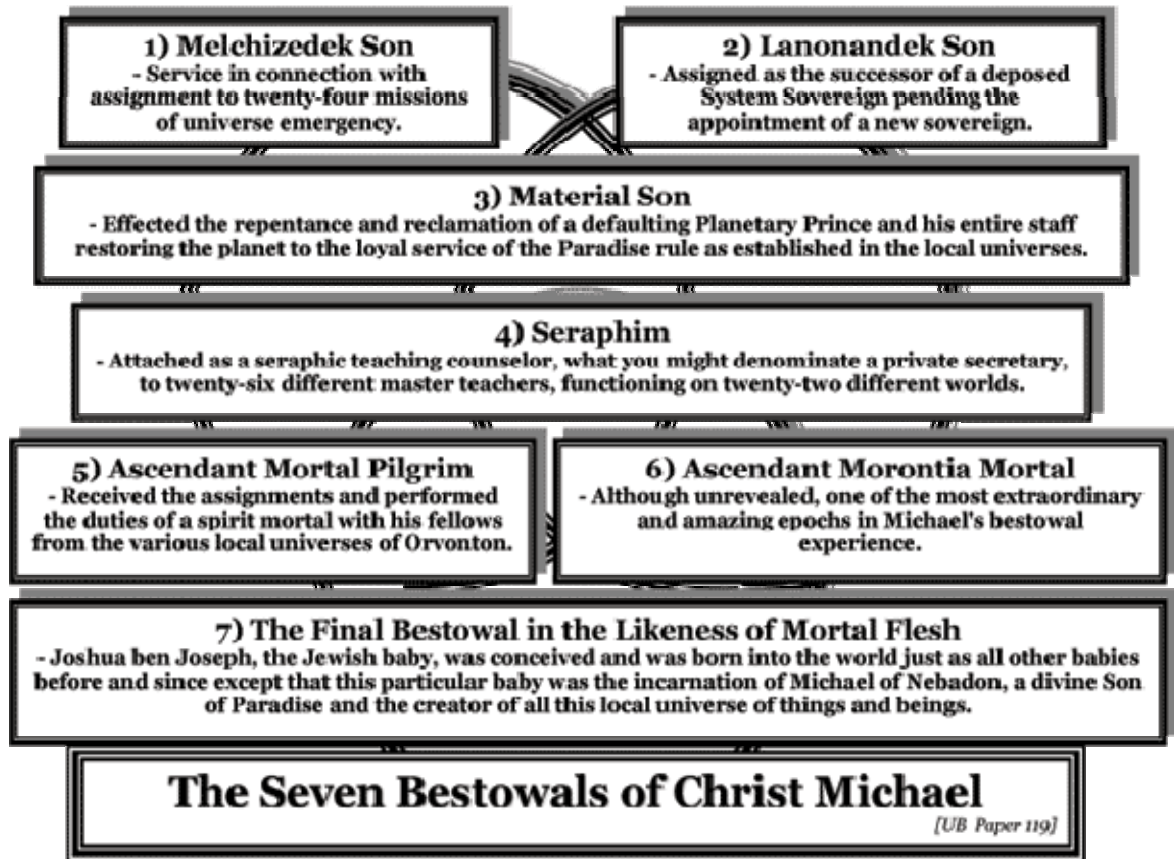 1) Melchizedek Son
- Service in connection with
assignment to twenty-four missions
of universe emergency.
2) Lanonandek Son
- Assigned as the successor of a deposed
System Sovereign pending the
appointment of a new sovereign.
3) Material Son
- Effected the repentance and reclamation of a defaulting Planetary Prince and his entire staff
restoring the planet to the loyal service of the Paradise rule as established in the local universes.
4) Seraphim
- Attached as a seraphic teaching counselor, what you might denominate a private secretary,
to twenty-six different master teachers, functioning on twenty-two different worlds.
5) Ascendant Mortal Pilgrim
- Received the assignments and performed
the duties of a spirit mortal with his fellows
from the various local universes of Orvonton.
6) Ascendant Morontia Mortal
- Although unrevealed, one of the most extraordinary
and amazing epochs in Michael's bestowal
experience.
7) The Final Bestowal in the Likeness of Mortal Flesh
- Joshua ben Joseph, the Jewish baby, was conceived and was born into the world just as all other babies
before and since except that this particular baby was the incarnation of Michael of Nebadon, a divine Son
of Paradise and the creator of all this local universe of things and beings.
The Seven Bestowals of Christ Michael
[UB Paper 119]